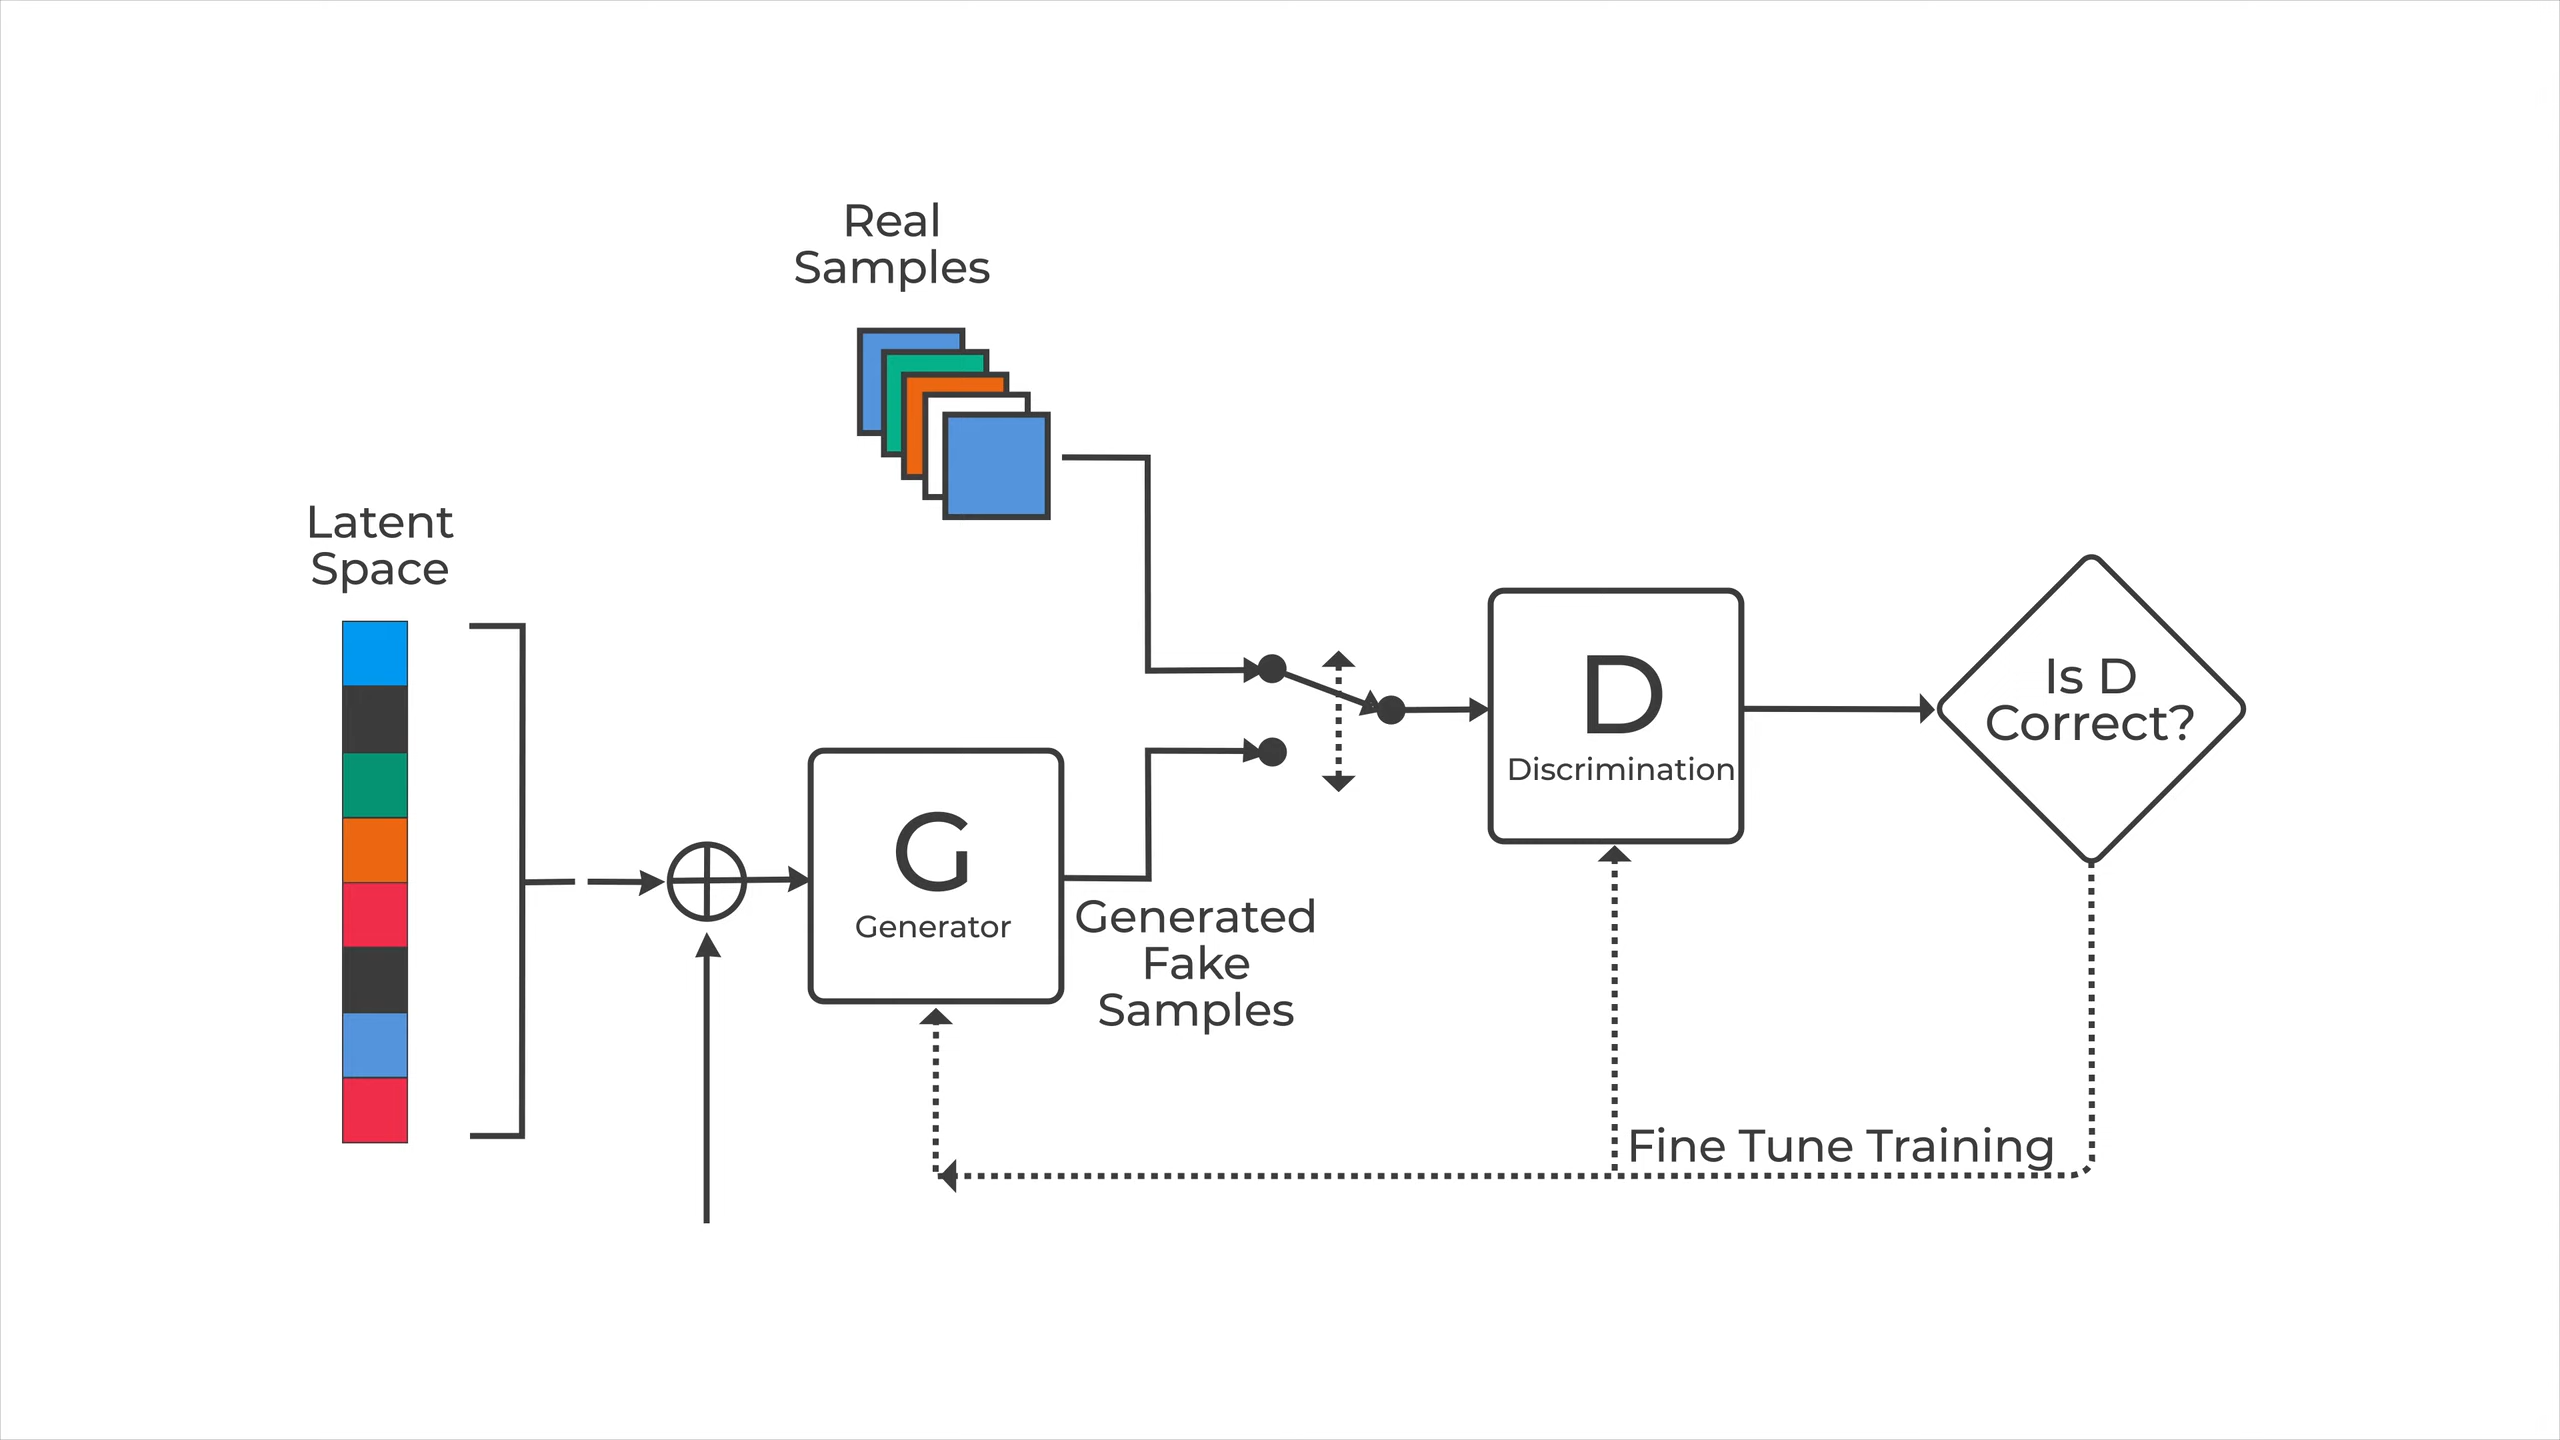 Real
Samples
Latent
Space
G
Generator
Generated
Fake
Samples
D
Discrimination
Is D
Correct?
Fine Tune Training